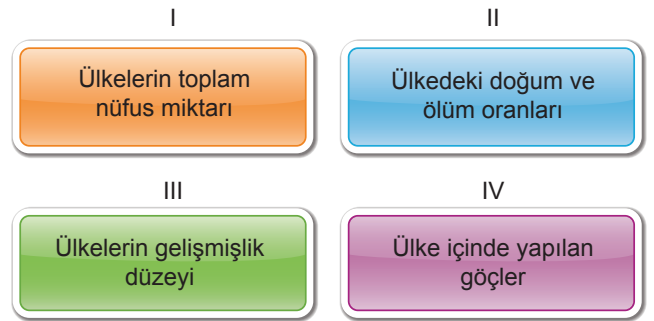 I
Ülkelerin toplam
nüfus miktarı
II
Ülkedeki doğum ve
ölüm oranları
III
Ülkelerin gelişmişlik
düzeyi
IV
Ülke içinde yapılan
göçler